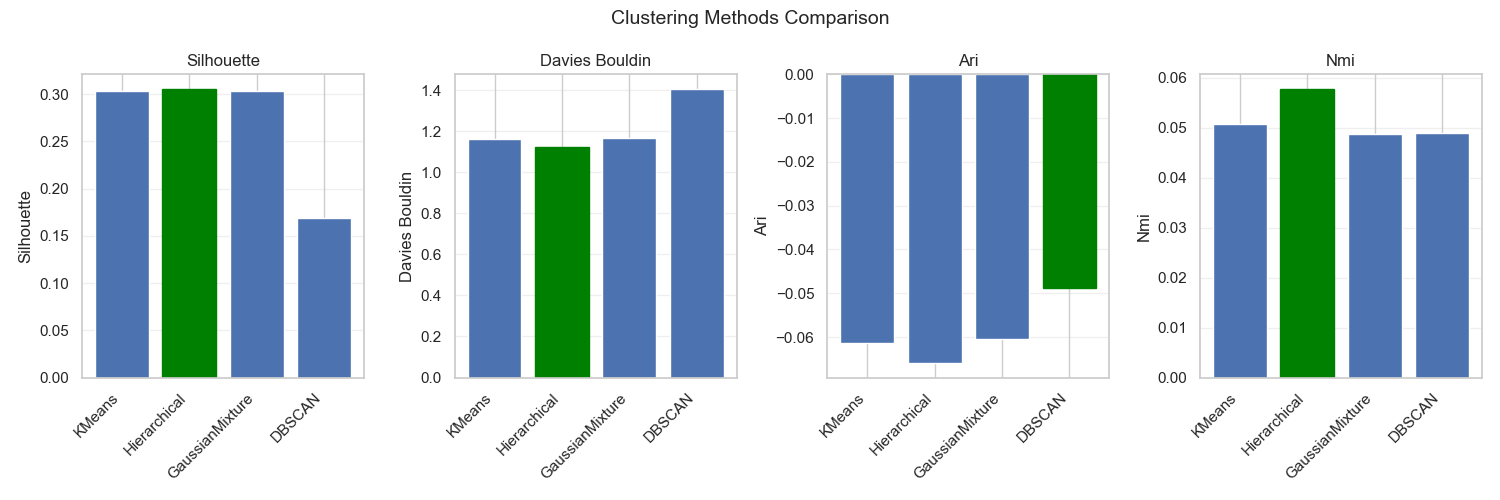 Clustering Methods Comparison
Silhouette
Silhouette
0.30
0.25
0.20
0.15
0.10
0.05
0.00
KMeans
Hierarchical
GaussianMixture
DBSCAN
Davies Bouldin
Davies Bouldin
1.4
1.2
1.0
0.8
0.6
0.4
0.2
0.0
KMeans
Hierarchical
GaussianMixture
DBSCAN
Ari
Ari
0.00
−0.01
−0.02
−0.03
−0.04
−0.05
−0.06
KMeans
Hierarchical
GaussianMixture
DBSCAN
Nmi
Nmi
0.06
0.05
0.04
0.03
0.02
0.01
0.00
KMeans
Hierarchical
GaussianMixture
DBSCAN